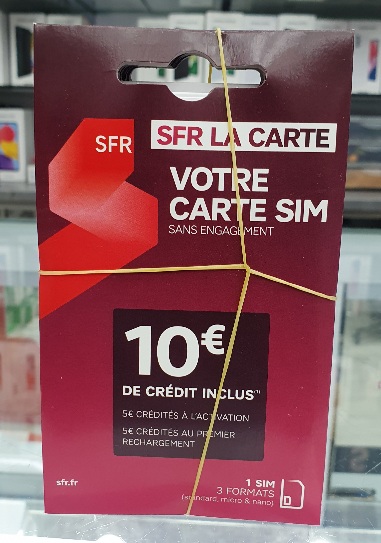 SFR
SFR LA CARTE
VOTRE
CARTE SIM
SANS ENGAGEMENT
10€
DE CRÉDIT INCLUS(1)
5€ CRÉDITÉS À L'ACTIVATION
5€ CRÉDITÉS AU PREMIER
RECHARGEMENT
sfr.fr
1 SIM
3 FORMATS
(standard, micro & nano)
D